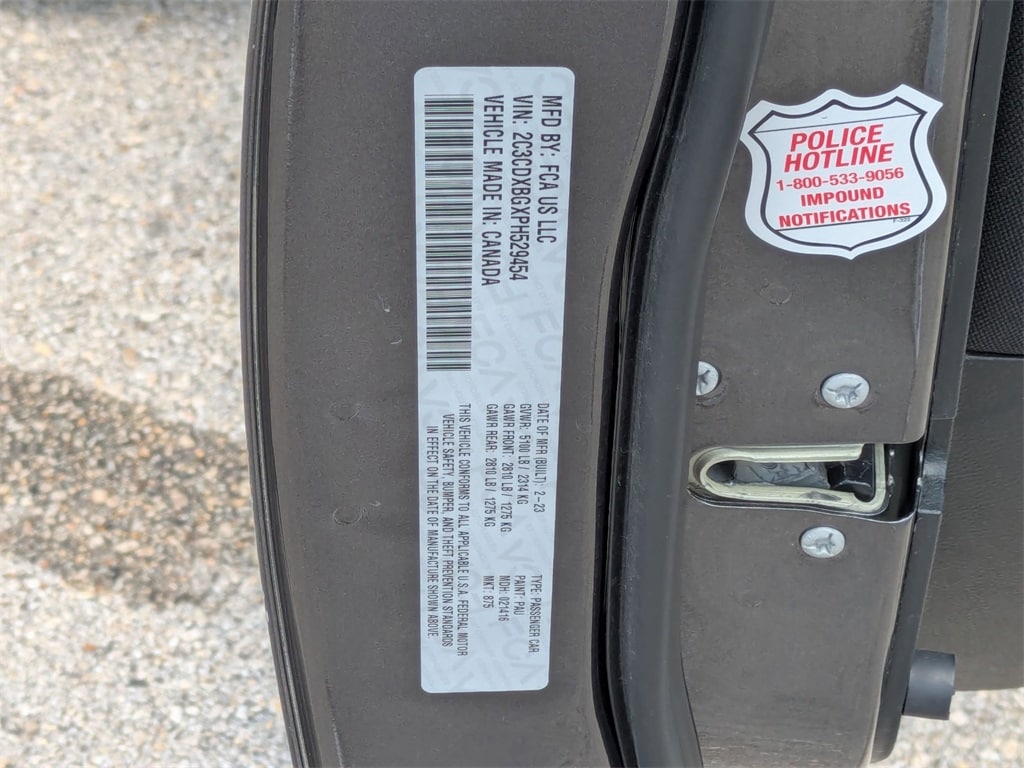 MFD BY: FCA US LLC
VIN: 2C3CDXBGXPH529454
VEHICLE MADE IN: CANADA
DATE OF MFR (BUILT): 2-23
GVWR: 5100 LB / 2314 KG
GAWR FRONT: 2810 LB / 1275 KG
GAWR REAR: 2810 LB / 1275 KG
THIS VEHICLE CONFORMS TO ALL APPLICABLE U.S.A. FEDERAL MOTOR
VEHICLE SAFETY, BUMPER, AND THEFT PREVENTION STANDARDS
IN EFFECT ON THE DATE OF MANUFACTURE SHOWN ABOVE.
TYPE: PASSENGER CAR
PAINT: PAU
MDH: 021416
MKT: 875
POLICE
HOTLINE
1-800-533-9056
IMPOUND
NOTIFICATIONS